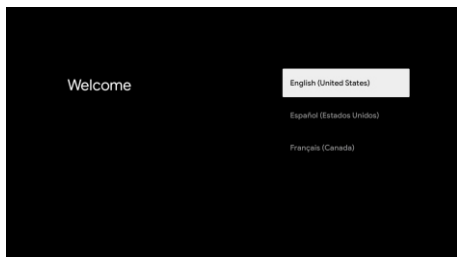 Welcome
English (United States)
Español (Estados Unidos)
Français (Canada)